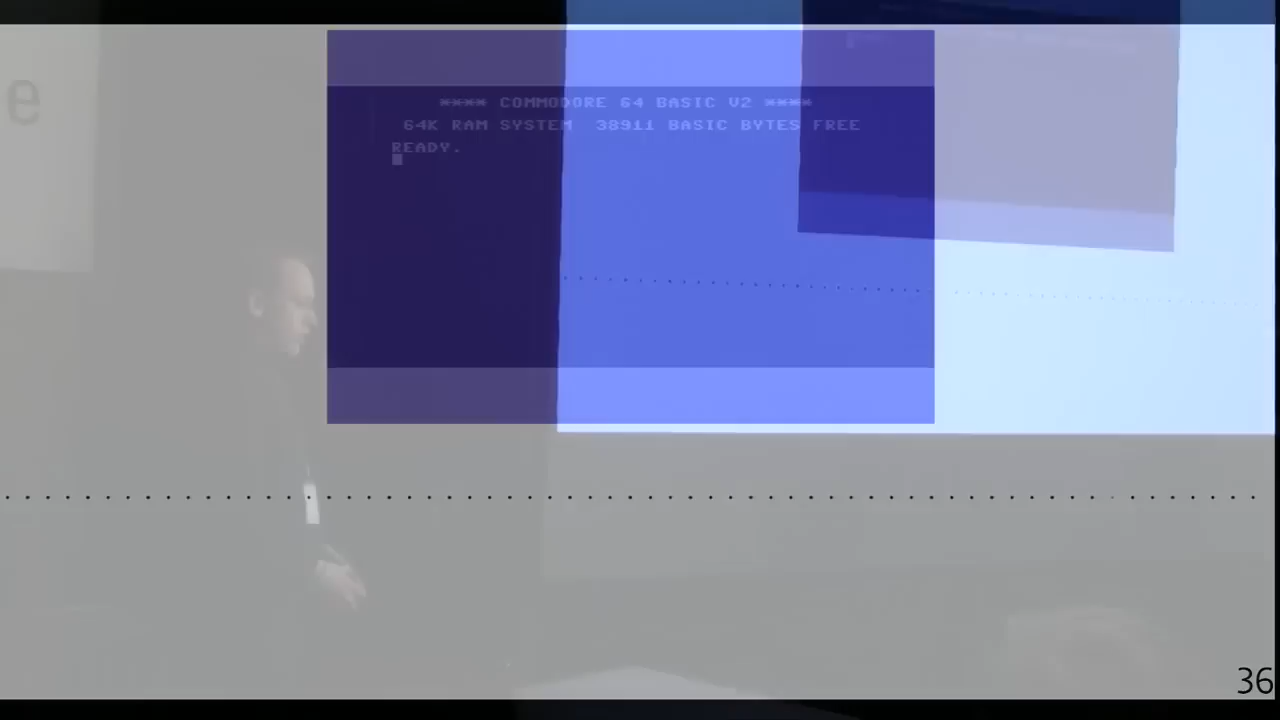 e
**** COMMODORE 64 BASIC V2 ****
64K RAM SYSTEM  38911 BASIC BYTES FREE
READY.
36